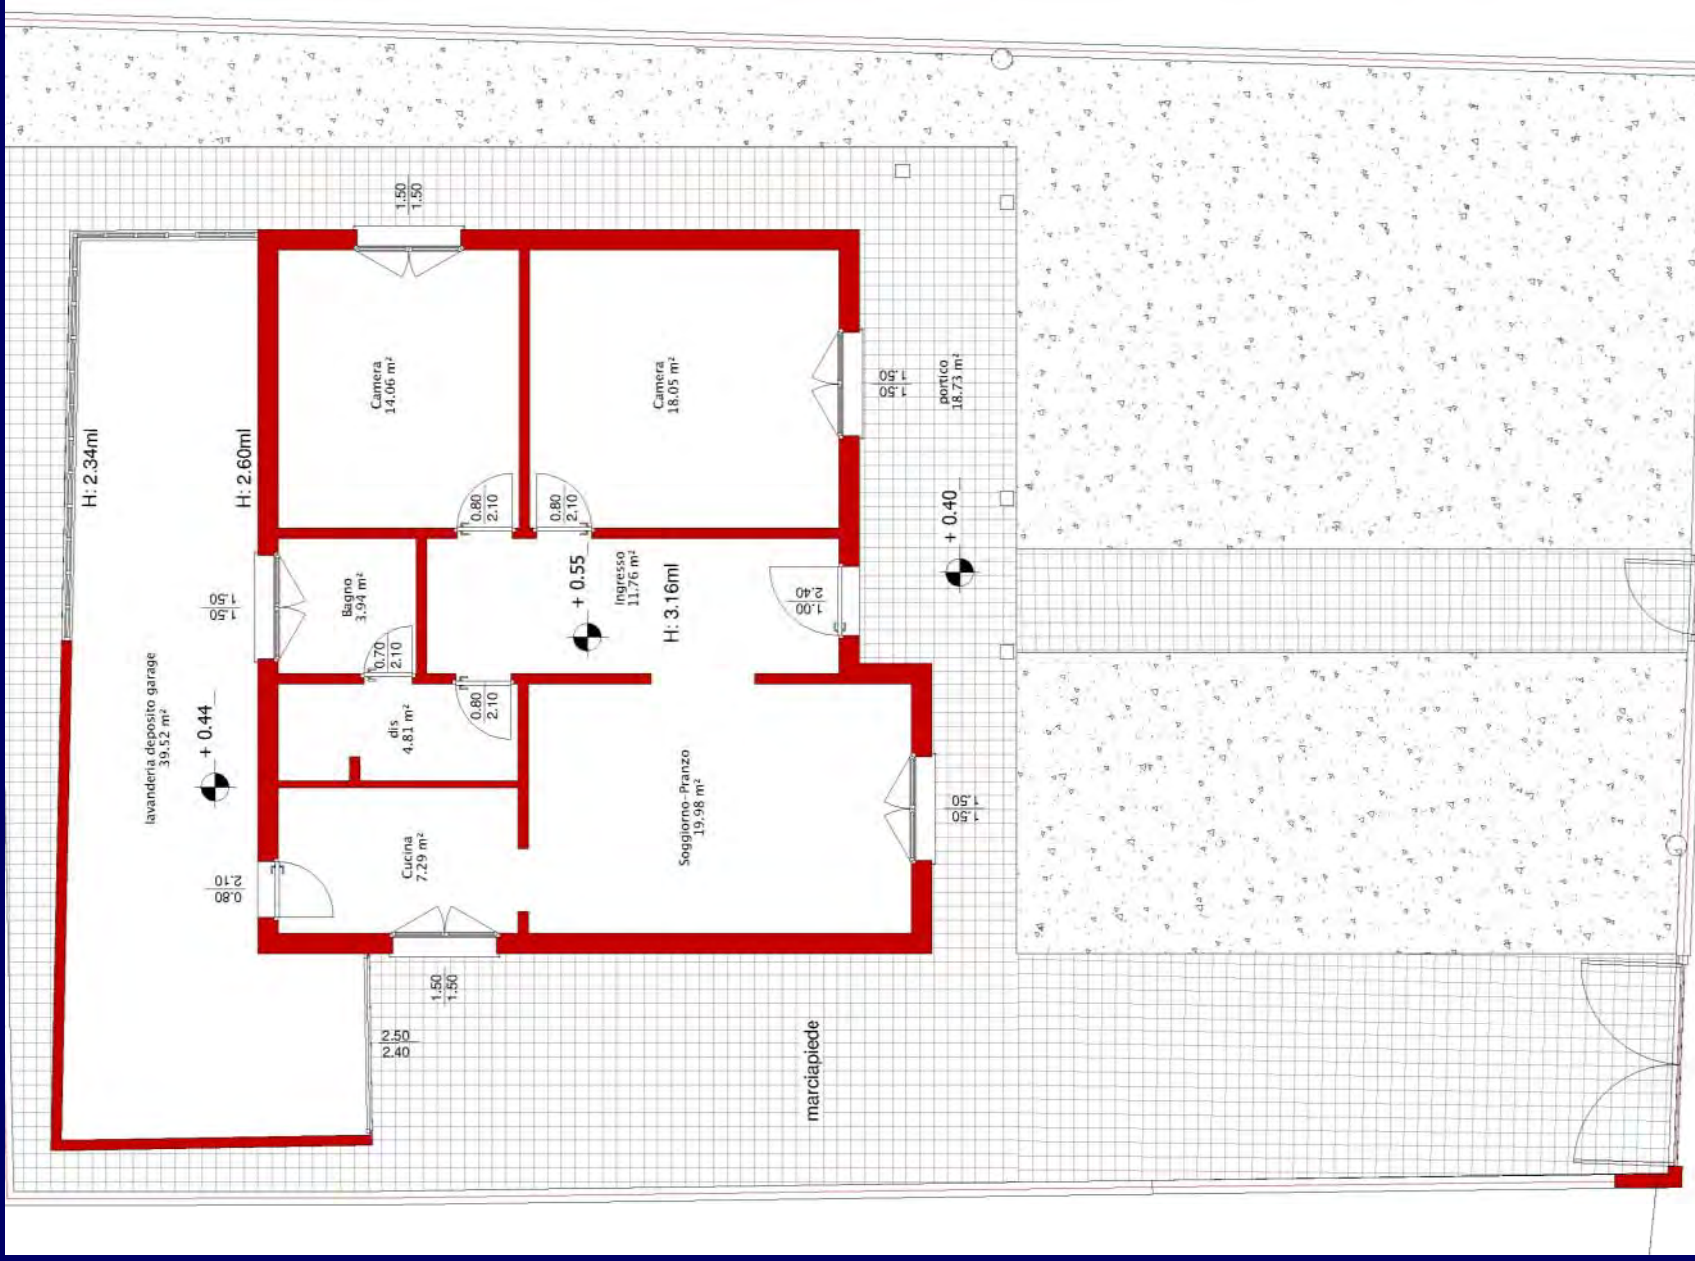 1.50
1.50
H: 2.34ml
H: 2.60ml
Camera
14.06 m²
Camera
18.05 m²
1.50
1.50
portico
18.73 m²
0.80
2.10
0.80
2.10
+ 0.40
1.50
1.50
Bagno
3.94 m²
0.70
2.10
+ 0.55
Ingresso
11.76 m²
H: 3.16ml
1.00
2.40
lavanderia deposito garage
39.52 m²
+ 0.44
dis
4.81 m²
0.80
2.10
Soggiorno-Pranzo
19.98 m²
1.50
1.50
0.80
2.10
Cucina
7.29 m²
1.50
1.50
2.50
2.40
marciapiede